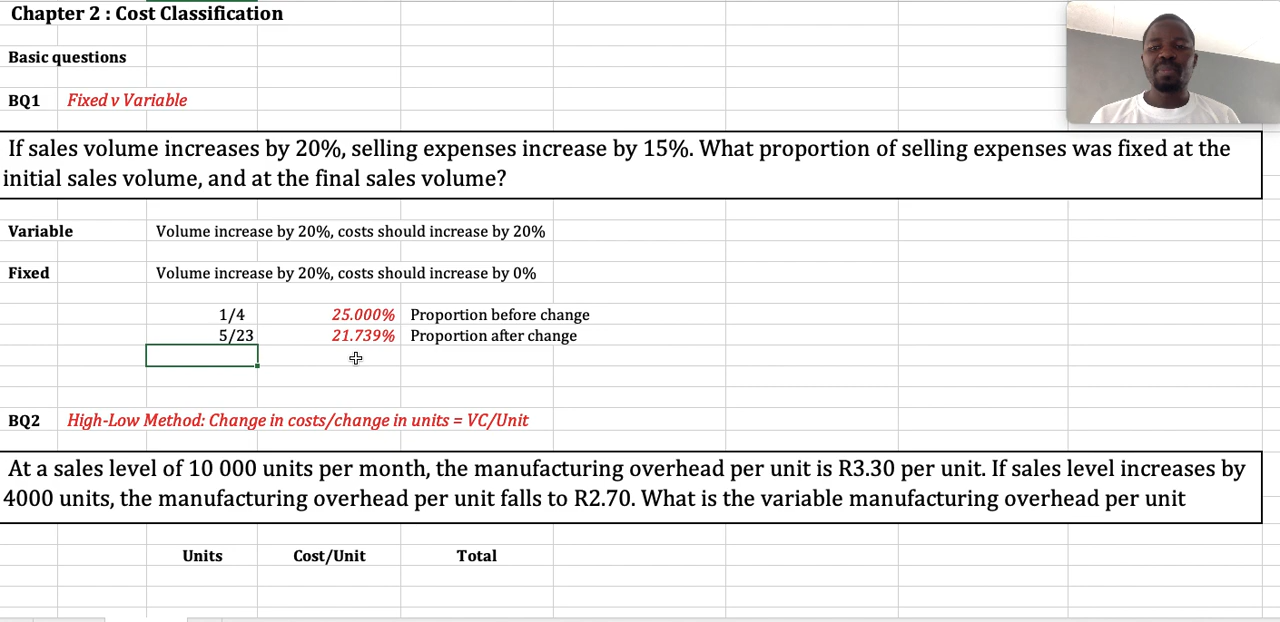 Chapter 2 : Cost Classification
Basic questions
BQ1 Fixed v Variable
If sales volume increases by 20%, selling expenses increase by 15%. What proportion of selling expenses was fixed at the
initial sales volume, and at the final sales volume?
Variable Volume increase by 20%, costs should increase by 20%
Fixed Volume increase by 20%, costs should increase by 0%
1/4 25.000% Proportion before change
5/23 21.739% Proportion after change
BQ2 High-Low Method: Change in costs/change in units = VC/Unit
At a sales level of 10 000 units per month, the manufacturing overhead per unit is R3.30 per unit. If sales level increases by
4000 units, the manufacturing overhead per unit falls to R2.70. What is the variable manufacturing overhead per unit
Units Cost/Unit Total